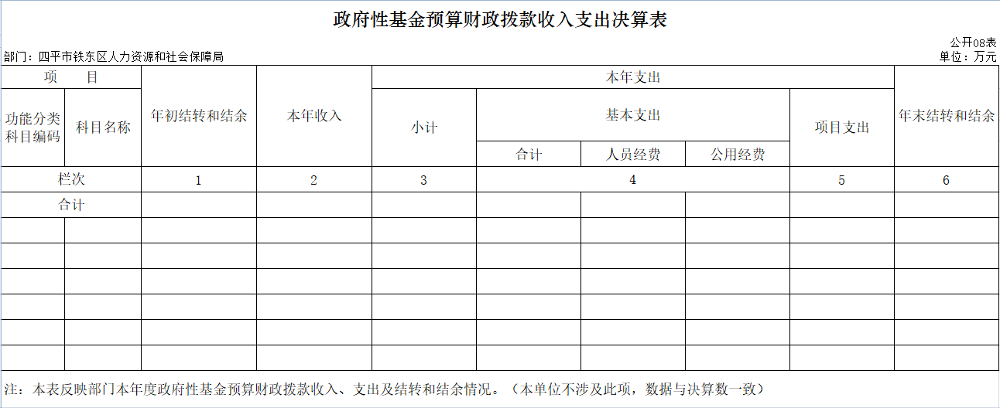 政府性基金预算财政拨款收入支出决算表
公开08表
部门：四平市铁东区人力资源和社会保障局
单位：万元
项 目
年初结转和结余
本年收入
本年支出
年末结转和结余
功能分类科目编码
科目名称
小计
基本支出
项目支出
合计
人员经费
公用经费
栏次
1
2
3
4
5
6
合计
注：本表反映部门本年度政府性基金预算财政拨款收入、支出及结转和结余情况。（本单位不涉及此项，数据与决算数一致）